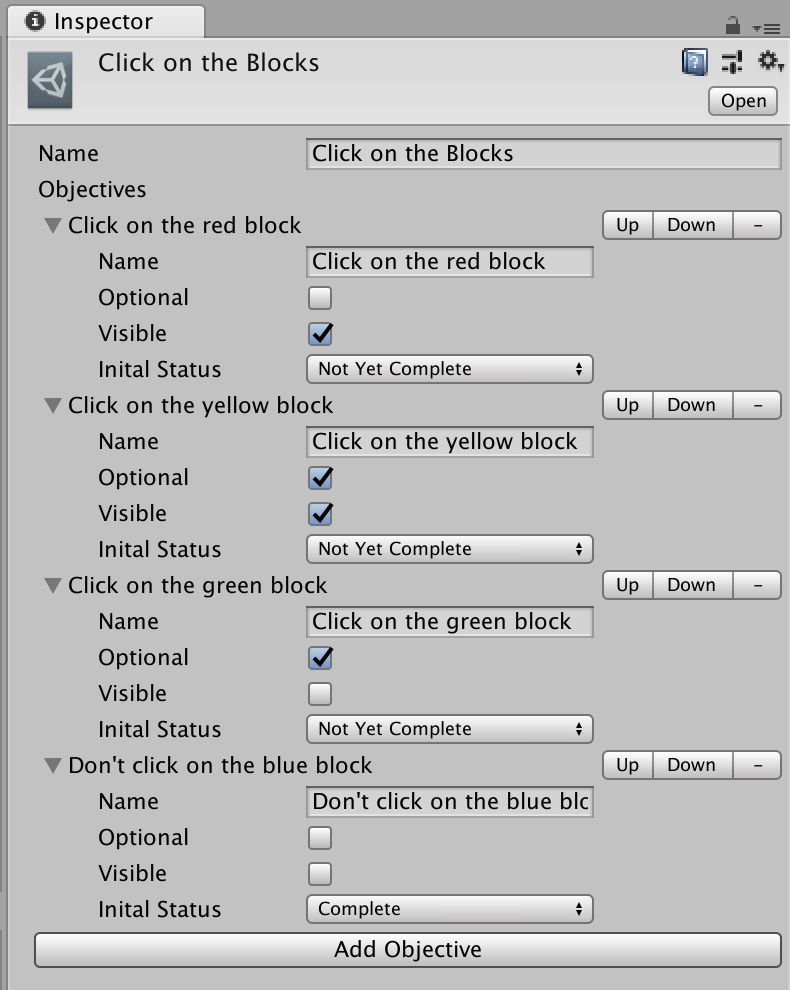 Inspector
Click on the Blocks
Open
Name Click on the Blocks
Objectives
Click on the red block Up Down -
Name Click on the red block
Optional
Visible
Inital Status Not Yet Complete
Click on the yellow block Up Down -
Name Click on the yellow block
Optional
Visible
Inital Status Not Yet Complete
Click on the green block Up Down -
Name Click on the green block
Optional
Visible
Inital Status Not Yet Complete
Don't click on the blue block Up Down -
Name Don't click on the blue blo
Optional
Visible
Inital Status Complete
Add Objective